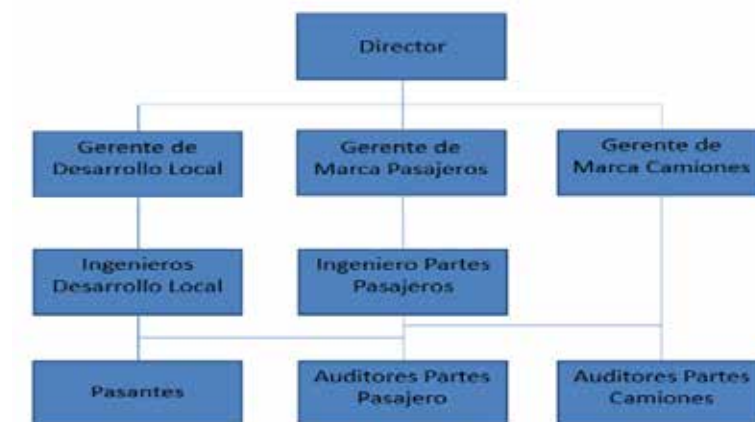 Director
Gerente de
Desarrollo Local
Gerente de
Marca Pasajeros
Gerente de
Marca Camiones
Ingenieros
Desarrollo Local
Ingeniero Partes
Pasajeros
Pasantes
Auditores Partes
Pasajero
Auditores Partes
Camiones